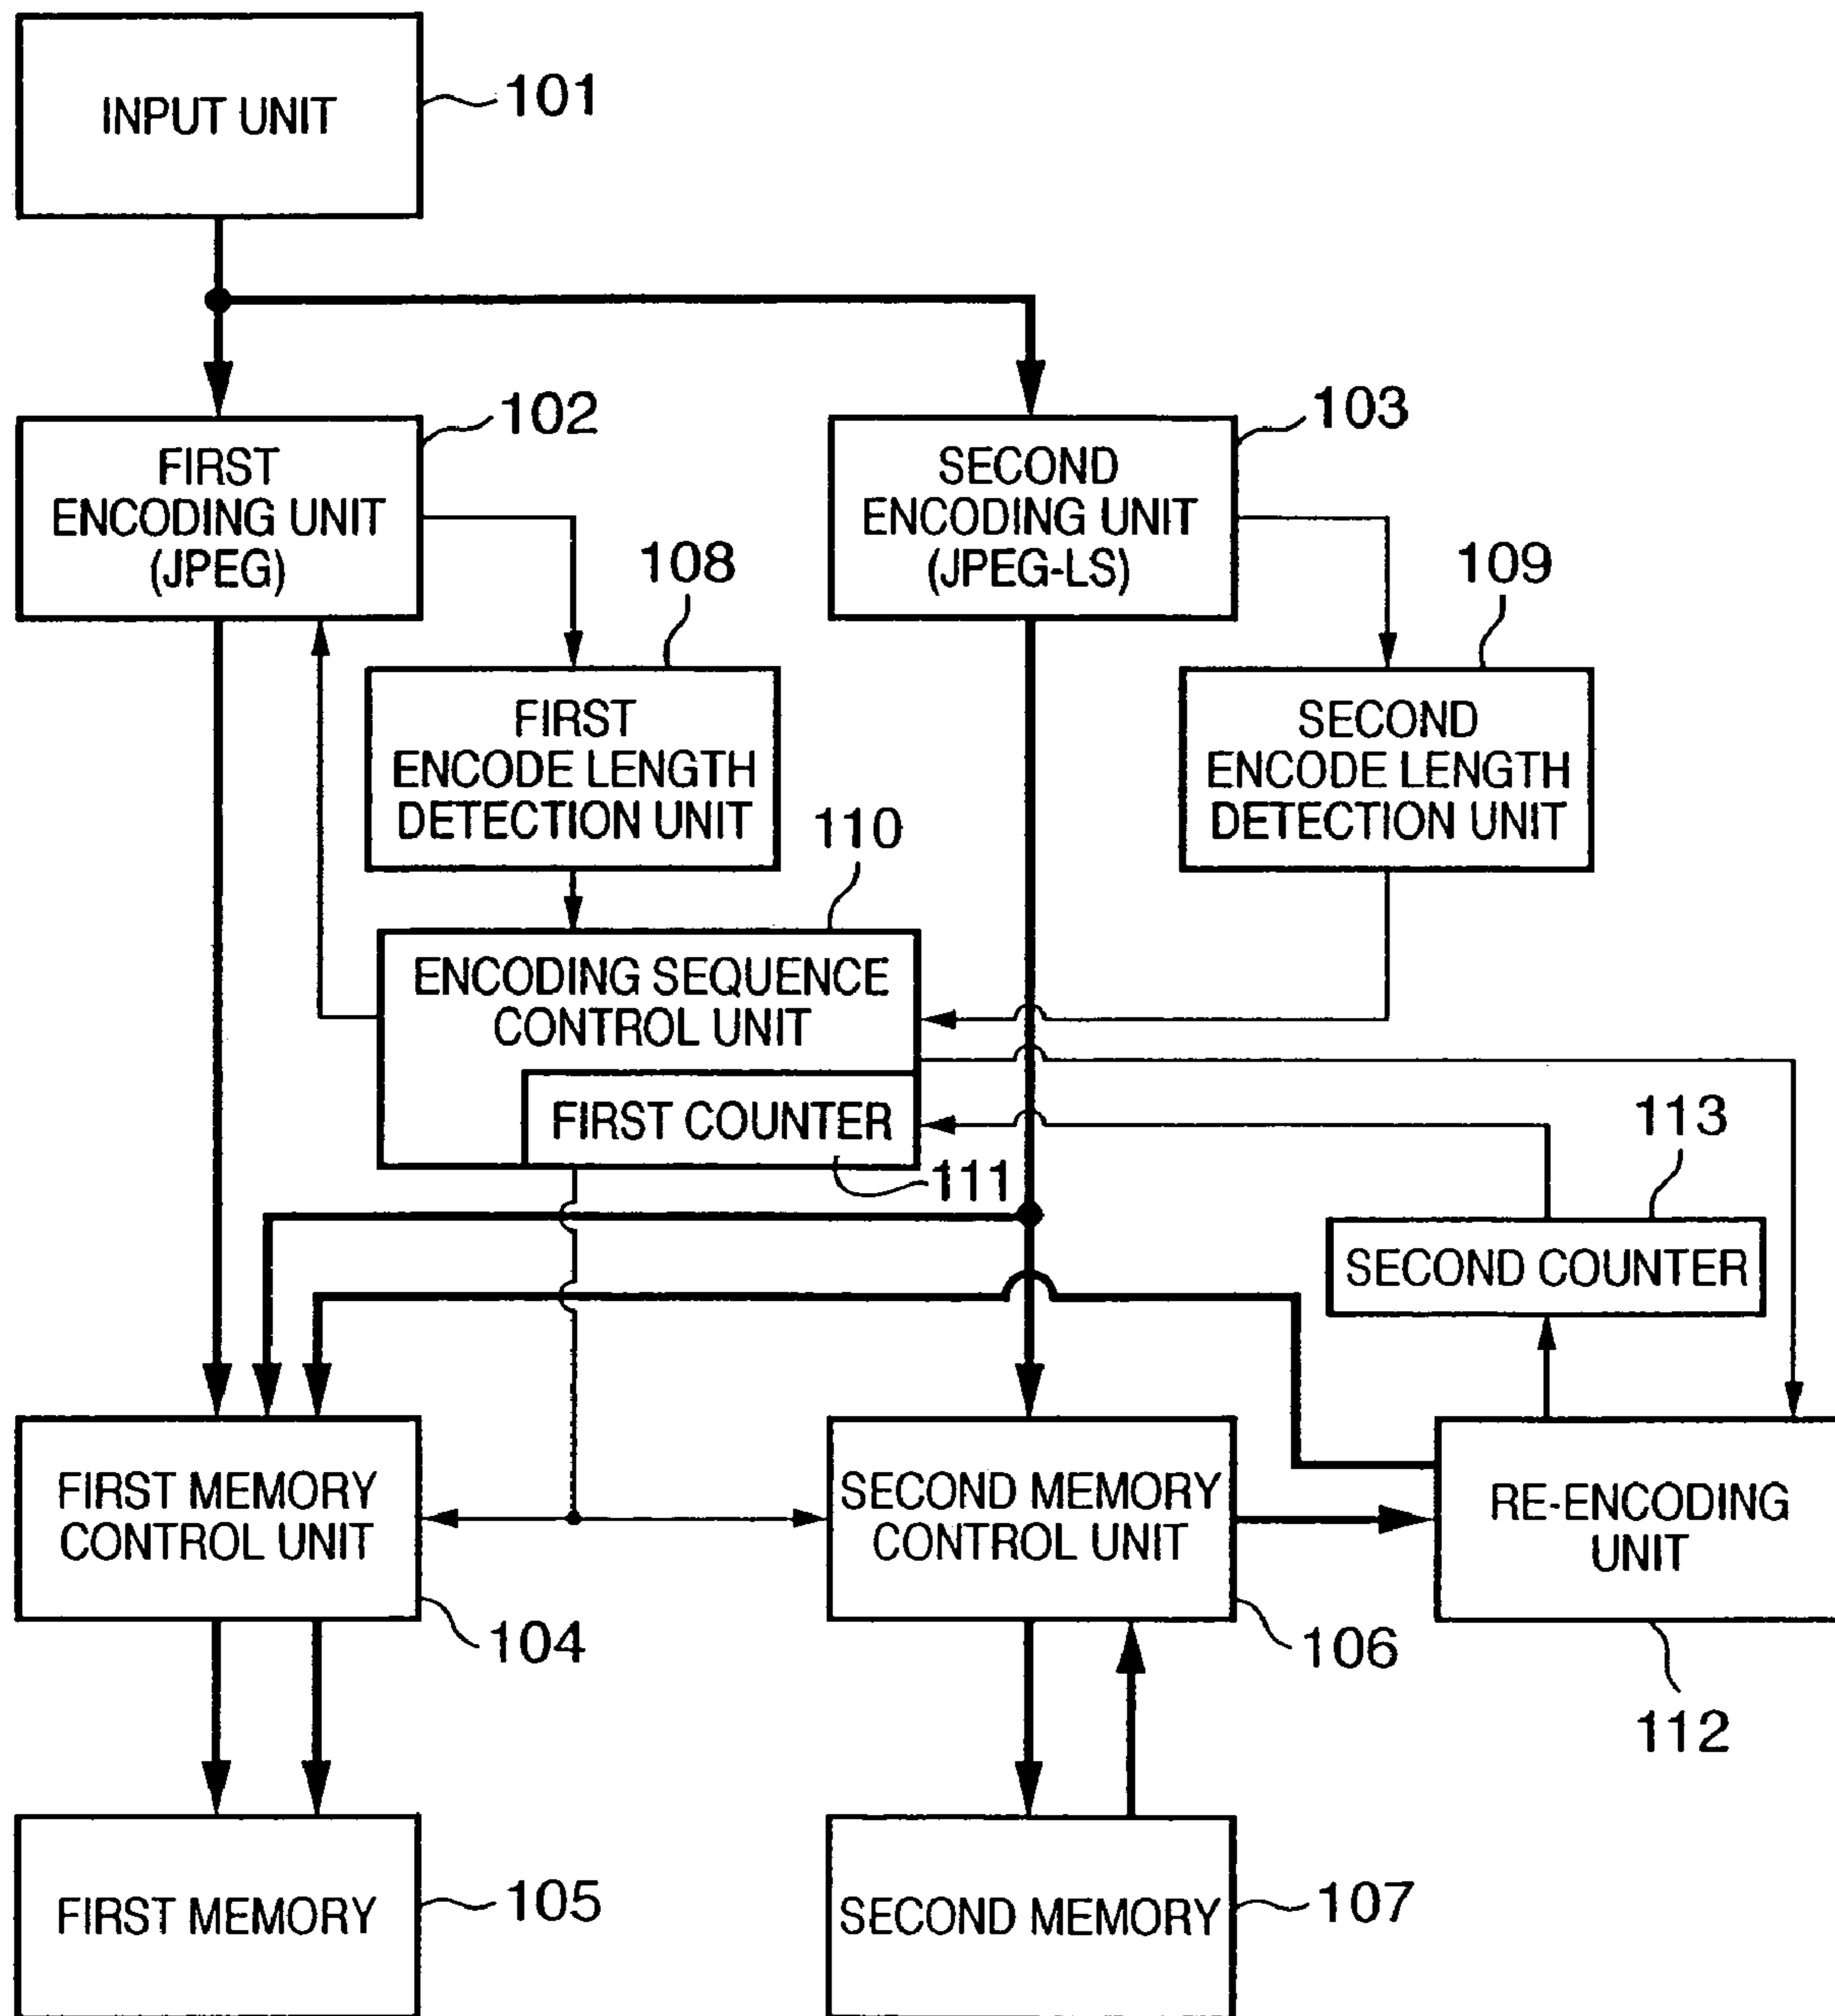 INPUT UNIT
101
102
FIRST
ENCODING UNIT
(JPEG)
103
SECOND
ENCODING UNIT
(JPEG-LS)
108
FIRST
ENCODE LENGTH
DETECTION UNIT
109
SECOND
ENCODE LENGTH
DETECTION UNIT
110
ENCODING SEQUENCE
CONTROL UNIT
FIRST COUNTER
111
113
SECOND COUNTER
FIRST MEMORY
CONTROL UNIT
104
SECOND MEMORY
CONTROL UNIT
106
RE-ENCODING
UNIT
112
FIRST MEMORY
105
SECOND MEMORY
107